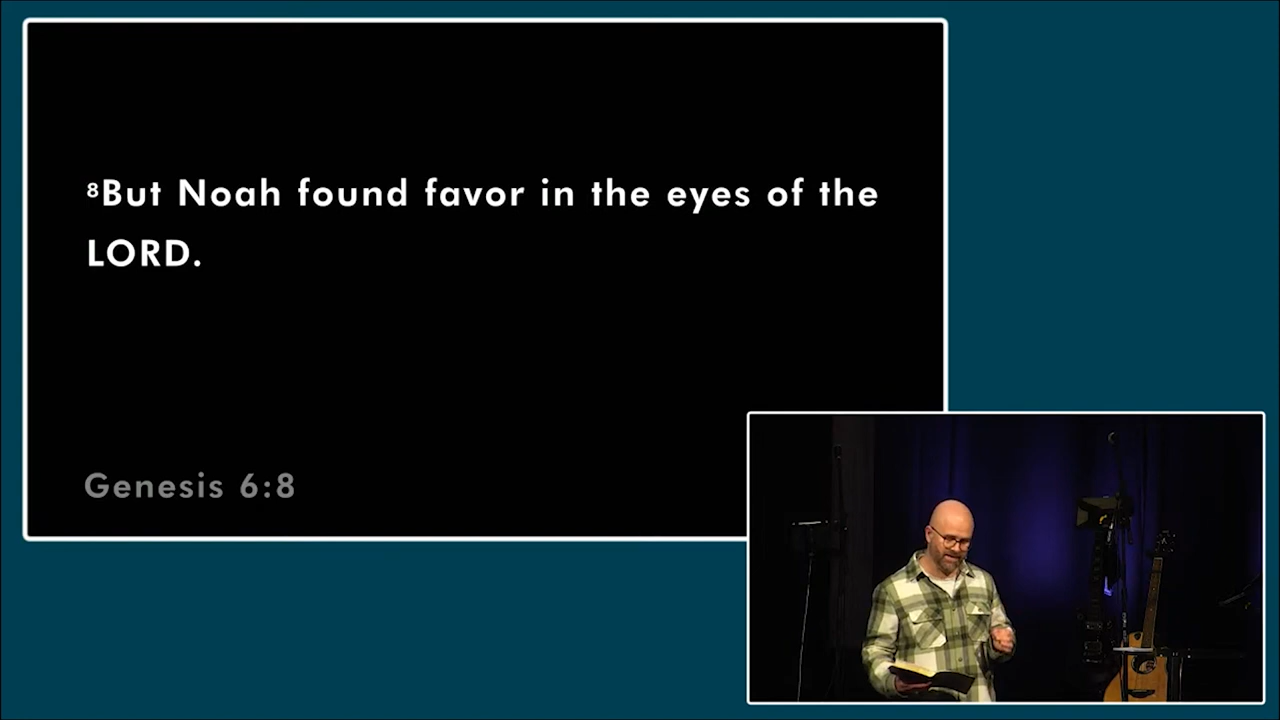 ⁸But Noah found favor in the eyes of the
LORD.
Genesis 6:8